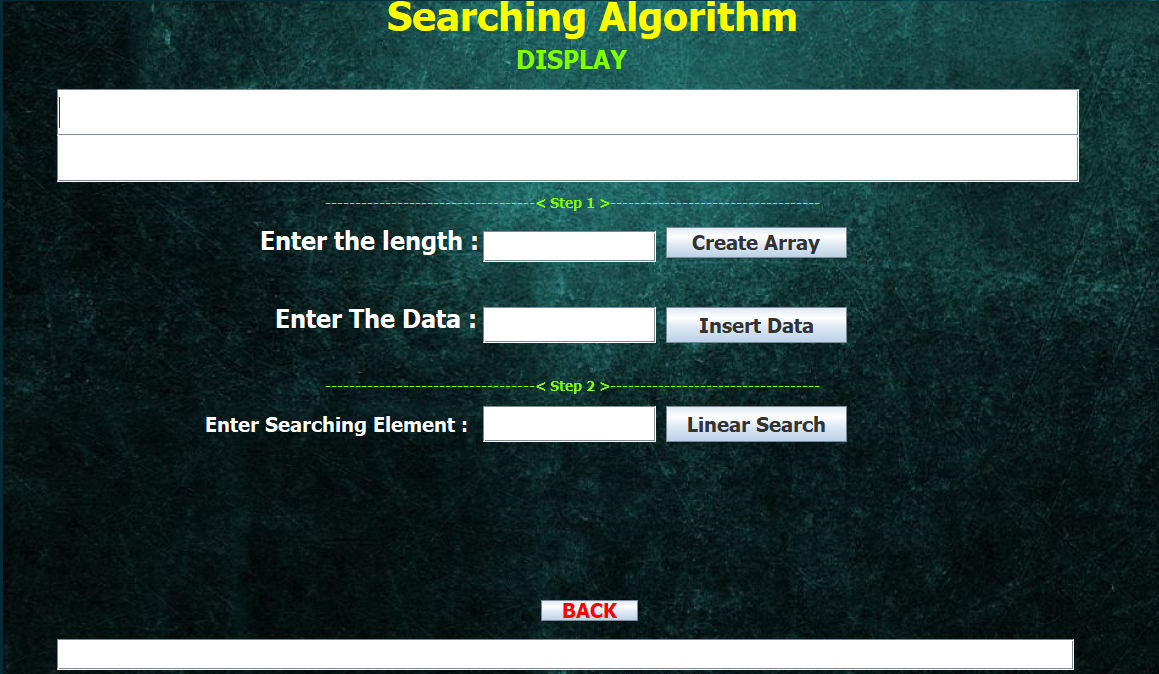 Searching Algorithm
DISPLAY
-----------------------------------< Step 1 >-----------------------------------
Enter the length : Create Array
Enter The Data : Insert Data
-----------------------------------< Step 2 >-----------------------------------
Enter Searching Element : Linear Search
BACK